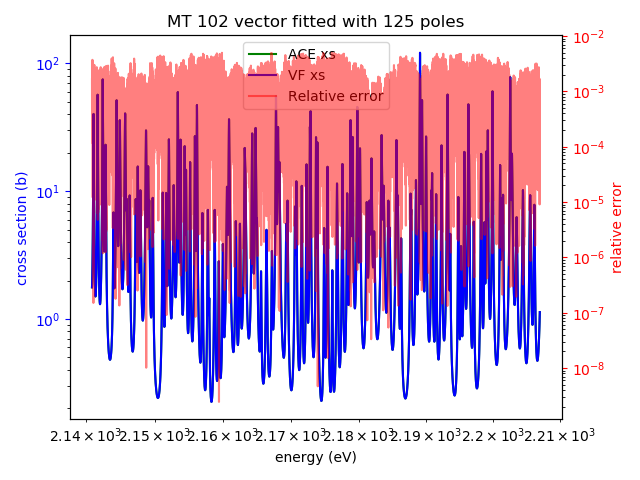 MT 102 vector fitted with 125 poles
ACE xs
VF xs
Relative error
cross section (b)
10²
10¹
10⁰
relative error
10⁻²
10⁻³
10⁻⁴
10⁻⁵
10⁻⁶
10⁻⁷
10⁻⁸
2.14 × 10³ 2.15 × 10³ 2.16 × 10³ 2.17 × 10³ 2.18 × 10³ 2.19 × 10³ 2.2 × 10³ 2.21 × 10³
energy (eV)